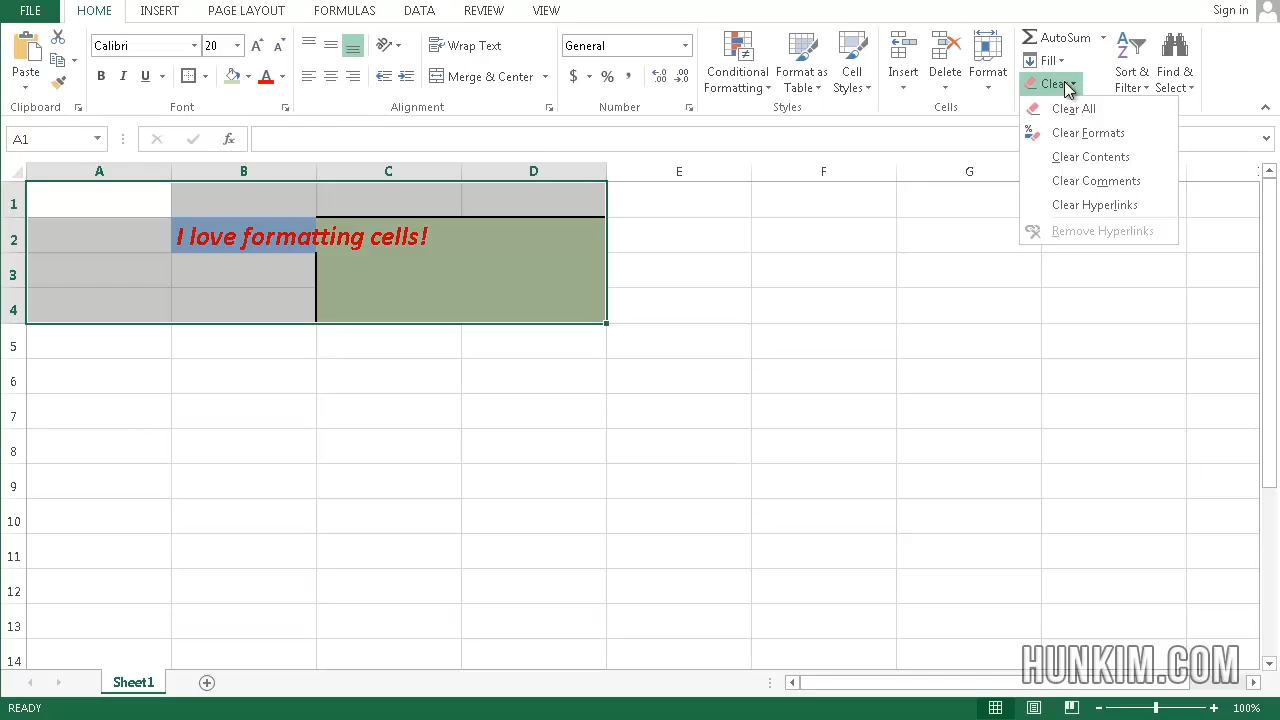 FILE HOME INSERT PAGE LAYOUT FORMULAS DATA REVIEW VIEW Sign in
Paste
Clipboard
Calibri 20
B I U
Font
Wrap Text
Merge & Center
Alignment
General
$ % ,
Number
Conditional Formatting
Format as Table
Cell Styles
Styles
Insert Delete Format
Cells
AutoSum
Fill
Clear
Sort & Filter
Find & Select
Clear All
Clear Formats
Clear Contents
Clear Comments
Clear Hyperlinks
Remove Hyperlinks
A1 fx
A B C D E F G
1
2 I love formatting cells!
3
4
5
6
7
8
9
10
11
12
13
14
HUNKIM.COM
Sheet1
READY 100%